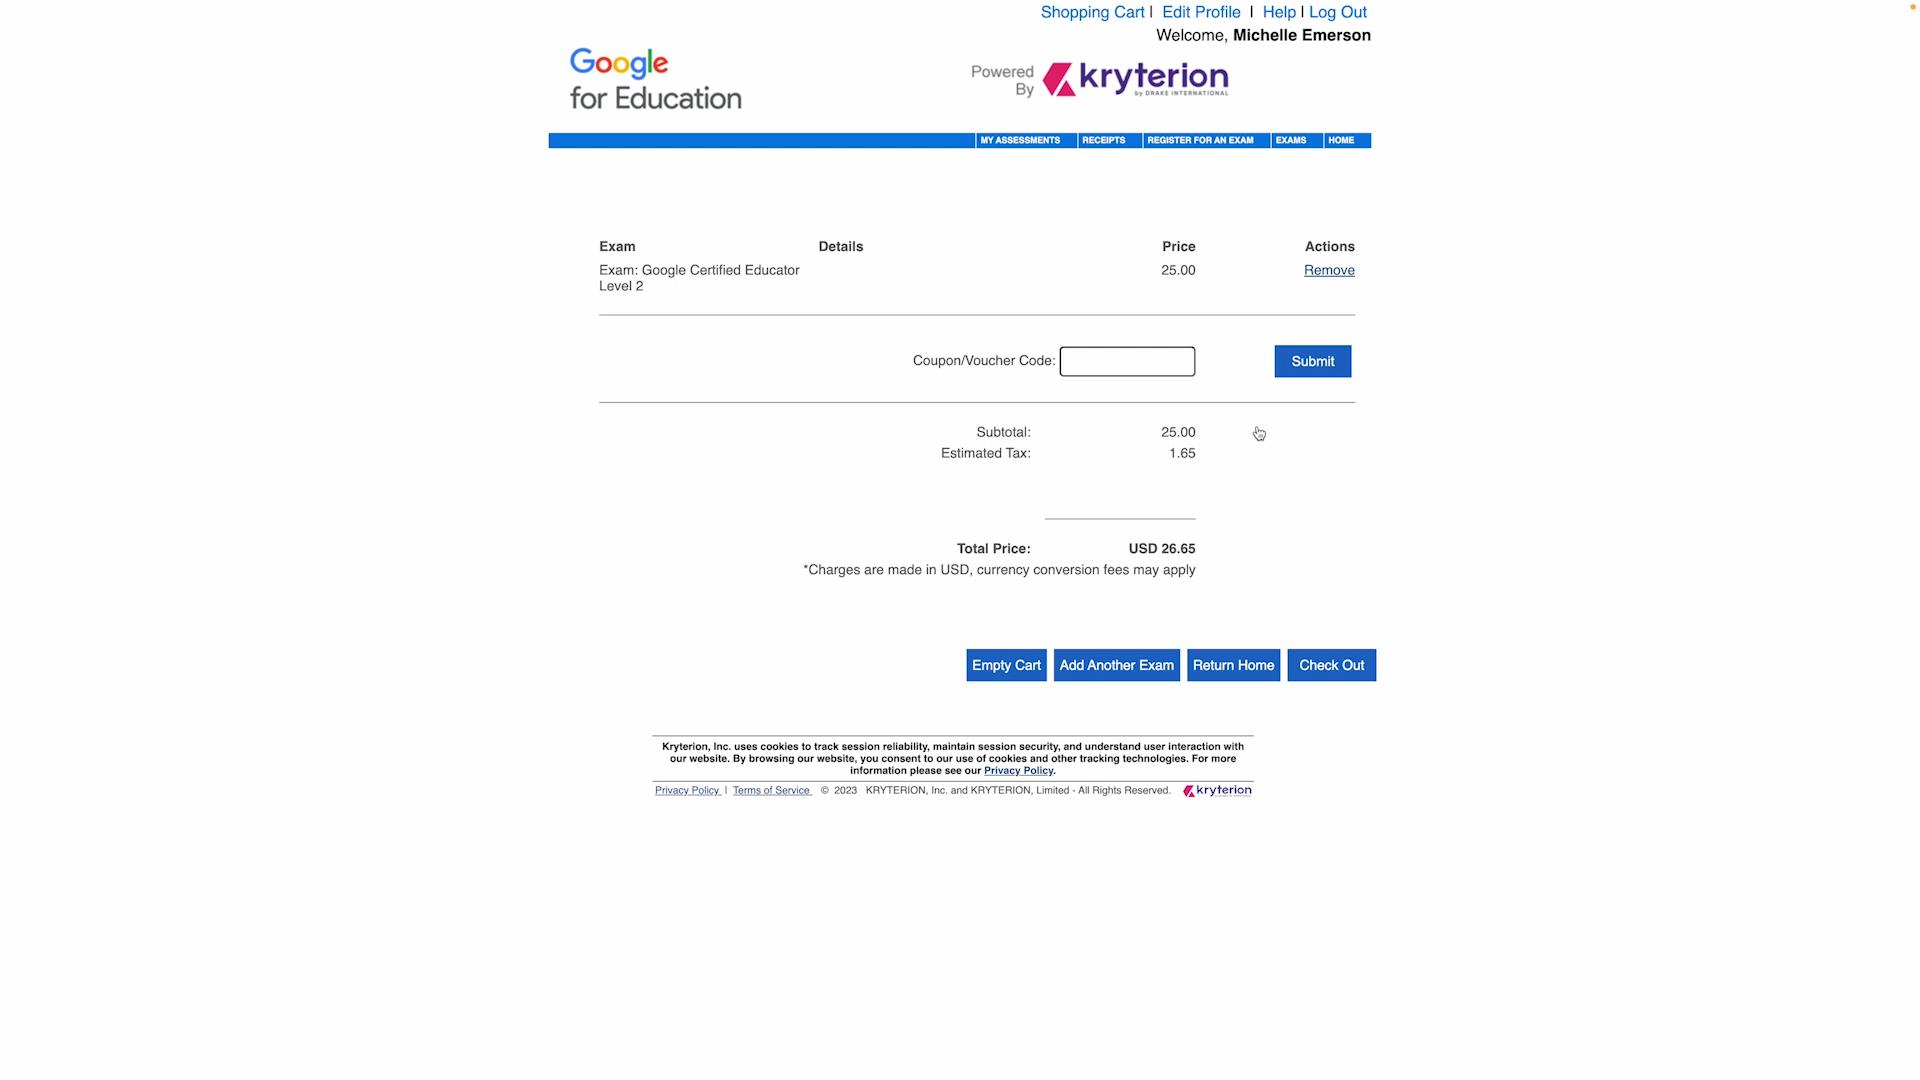 Shopping Cart | Edit Profile | Help | Log Out
Welcome, Michelle Emerson
Google
for Education
Powered
By
kryterion
by DRAKE INTERNATIONAL
MY ASSESSMENTS RECEIPTS REGISTER FOR AN EXAM EXAMS HOME
Exam Details Price Actions
Exam: Google Certified Educator 25.00 Remove
Level 2
Coupon/Voucher Code: Submit
Subtotal: 25.00
Estimated Tax: 1.65
Total Price: USD 26.65
*Charges are made in USD, currency conversion fees may apply
Empty Cart Add Another Exam Return Home Check Out
Kryterion, Inc. uses cookies to track session reliability, maintain session security, and understand user interaction with
our website. By browsing our website, you consent to our use of cookies and other tracking technologies. For more
information please see our Privacy Policy.
Privacy Policy | Terms of Service © 2023 KRYTERION, Inc. and KRYTERION, Limited - All Rights Reserved. kryterion